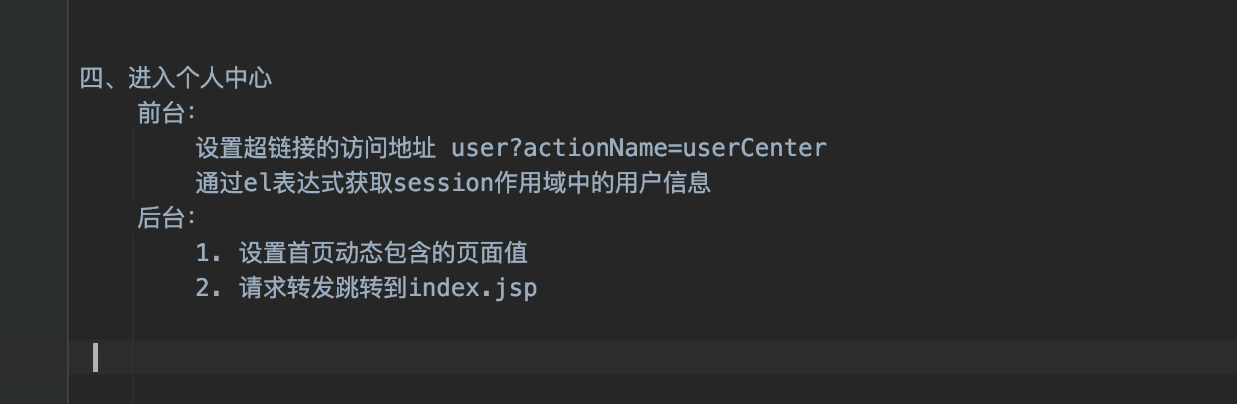 四、进入个人中心
前台：
设置超链接的访问地址 user?actionName=userCenter
通过el表达式获取session作用域中的用户信息
后台：
1. 设置首页动态包含的页面值
2. 请求转发跳转到index.jsp